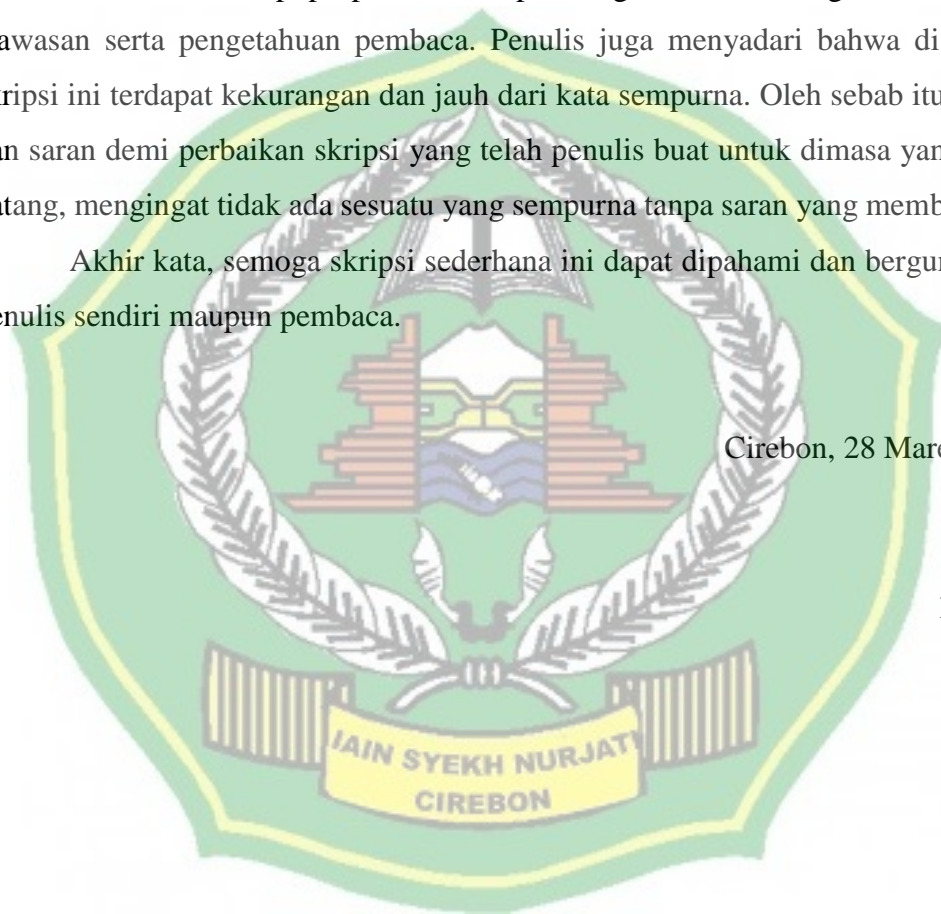 awasan serta pengetahuan pembaca. Penulis juga menyadari bahwa di
kripsi ini terdapat kekurangan dan jauh dari kata sempurna. Oleh sebab itu
an saran demi perbaikan skripsi yang telah penulis buat untuk dimasa yan
atang, mengingat tidak ada sesuatu yang sempurna tanpa saran yang memb
Akhir kata, semoga skripsi sederhana ini dapat dipahami dan bergu
enulis sendiri maupun pembaca.
Cirebon, 28 Mare
IAIN SYEKH NURJATI
CIREBON